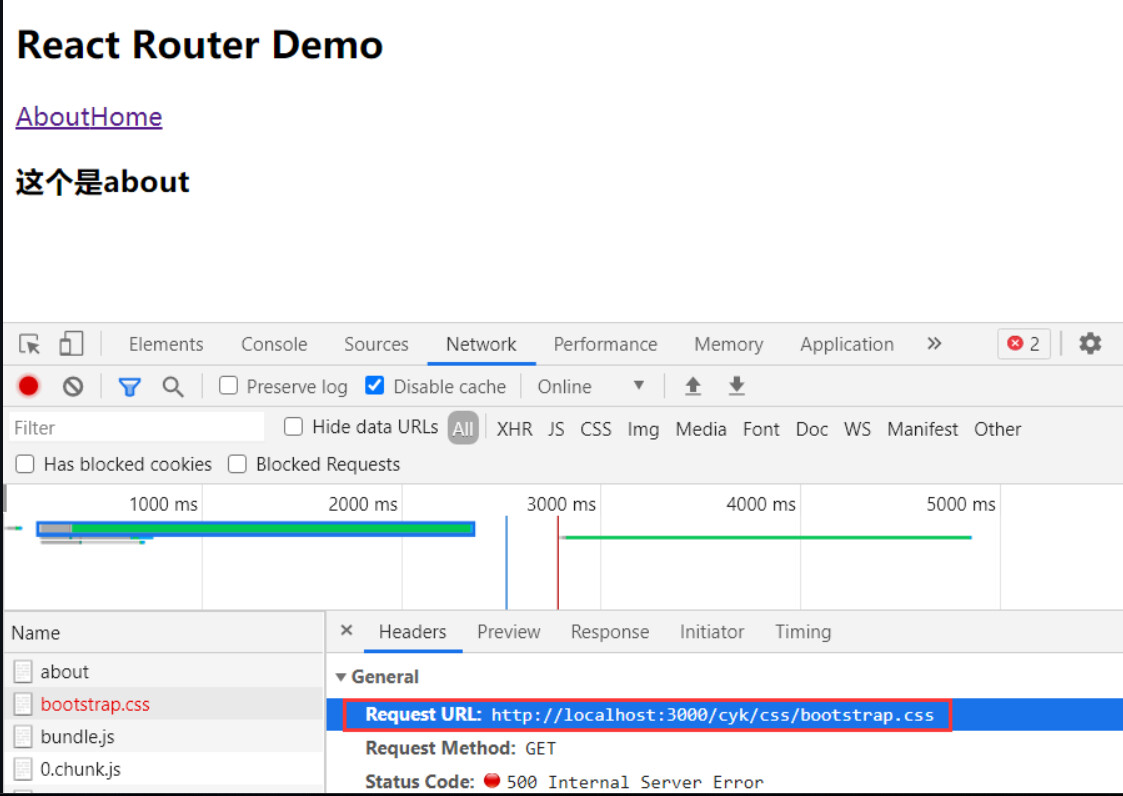 React Router Demo
AboutHome
这个是about
Elements Console Sources Network Performance Memory Application » 2
Preserve log Disable cache Online ▼
Filter Hide data URLs All XHR JS CSS Img Media Font Doc WS Manifest Other
Has blocked cookies Blocked Requests
1000 ms 2000 ms 3000 ms 4000 ms 5000 ms
Name × Headers Preview Response Initiator Timing
about ▼ General
bootstrap.css Request URL: http://localhost:3000/cyk/css/bootstrap.css
bundle.js Request Method: GET
0.chunk.js Status Code: 500 Internal Server Error